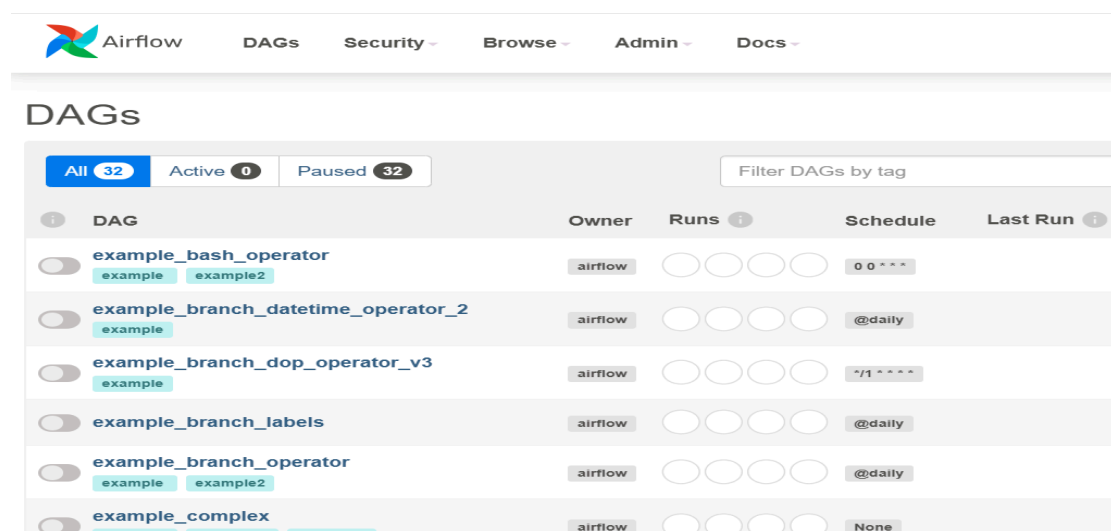 Airflow DAGs Security Browse Admin Docs
DAGs
All 32 Active 0 Paused 32 Filter DAGs by tag
i DAG Owner Runs i Schedule Last Run i
example_bash_operator
example example2 airflow 0 0 * * *
example_branch_datetime_operator_2
example airflow @daily
example_branch_dop_operator_v3
example airflow */1 * * * *
example_branch_labels airflow @daily
example_branch_operator
example example2 airflow @daily
example_complex
airflow None